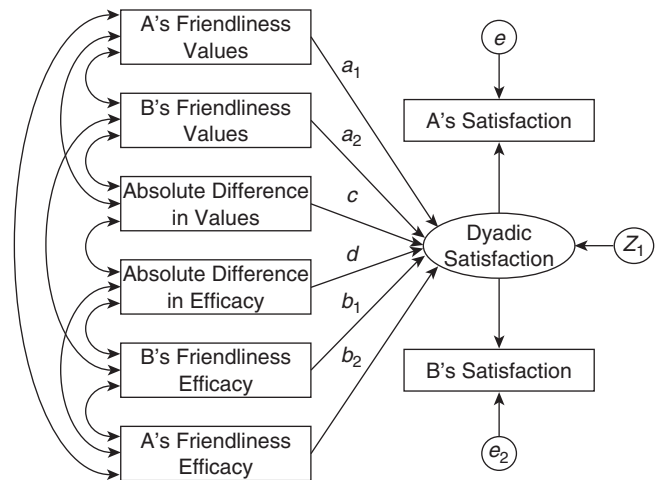 A's Friendliness
Values
B's Friendliness
Values
Absolute Difference
in Values
Absolute Difference
in Efficacy
B's Friendliness
Efficacy
A's Friendliness
Efficacy
a1
a2
c
d
b1
b2
e
A's Satisfaction
Dyadic
Satisfaction
Z1
B's Satisfaction
e2